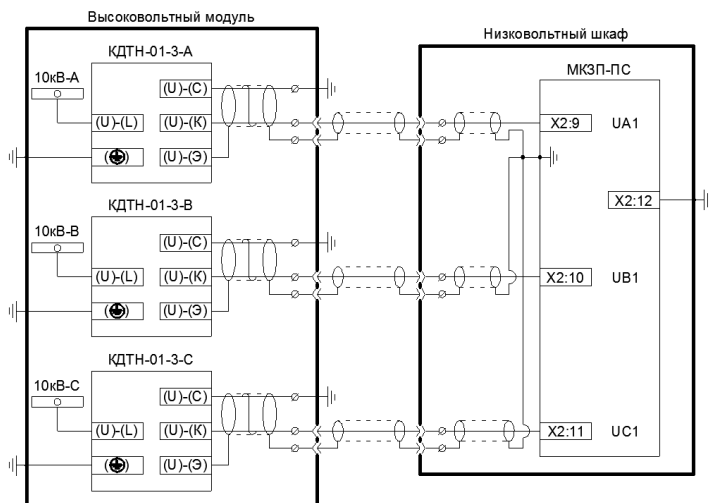 Высоковольтный модуль
Низковольтный шкаф
КДТН-01-3-А
10кВ-А
(U)-(C)
(U)-(L)
(U)-(К)
(U)-(Э)
МКЗП-ПС
X2:9
UA1
X2:12
КДТН-01-3-В
10кВ-В
(U)-(C)
(U)-(L)
(U)-(К)
(U)-(Э)
X2:10
UB1
КДТН-01-3-С
10кВ-С
(U)-(C)
(U)-(L)
(U)-(К)
(U)-(Э)
X2:11
UC1